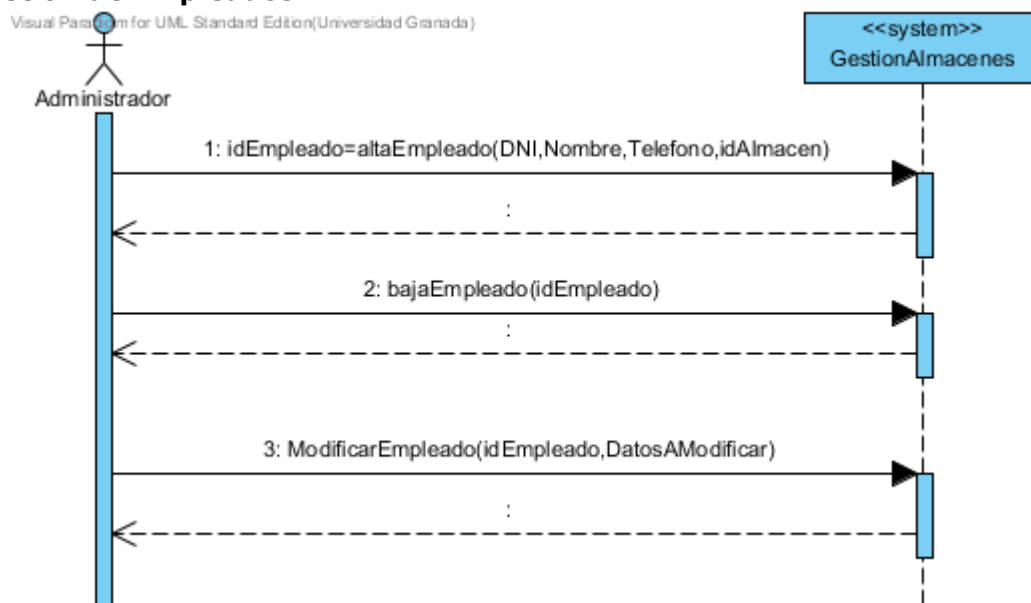 Visual Paradigm for UML Standard Edition(Universidad Granada)
<<system>>
GestionAlmacenes
Administrador
1: idEmpleado=altaEmpleado(DNI,Nombre,Telefono,idAlmacen)
:
2: bajaEmpleado(idEmpleado)
:
3: ModificarEmpleado(idEmpleado,DatosAModificar)
: